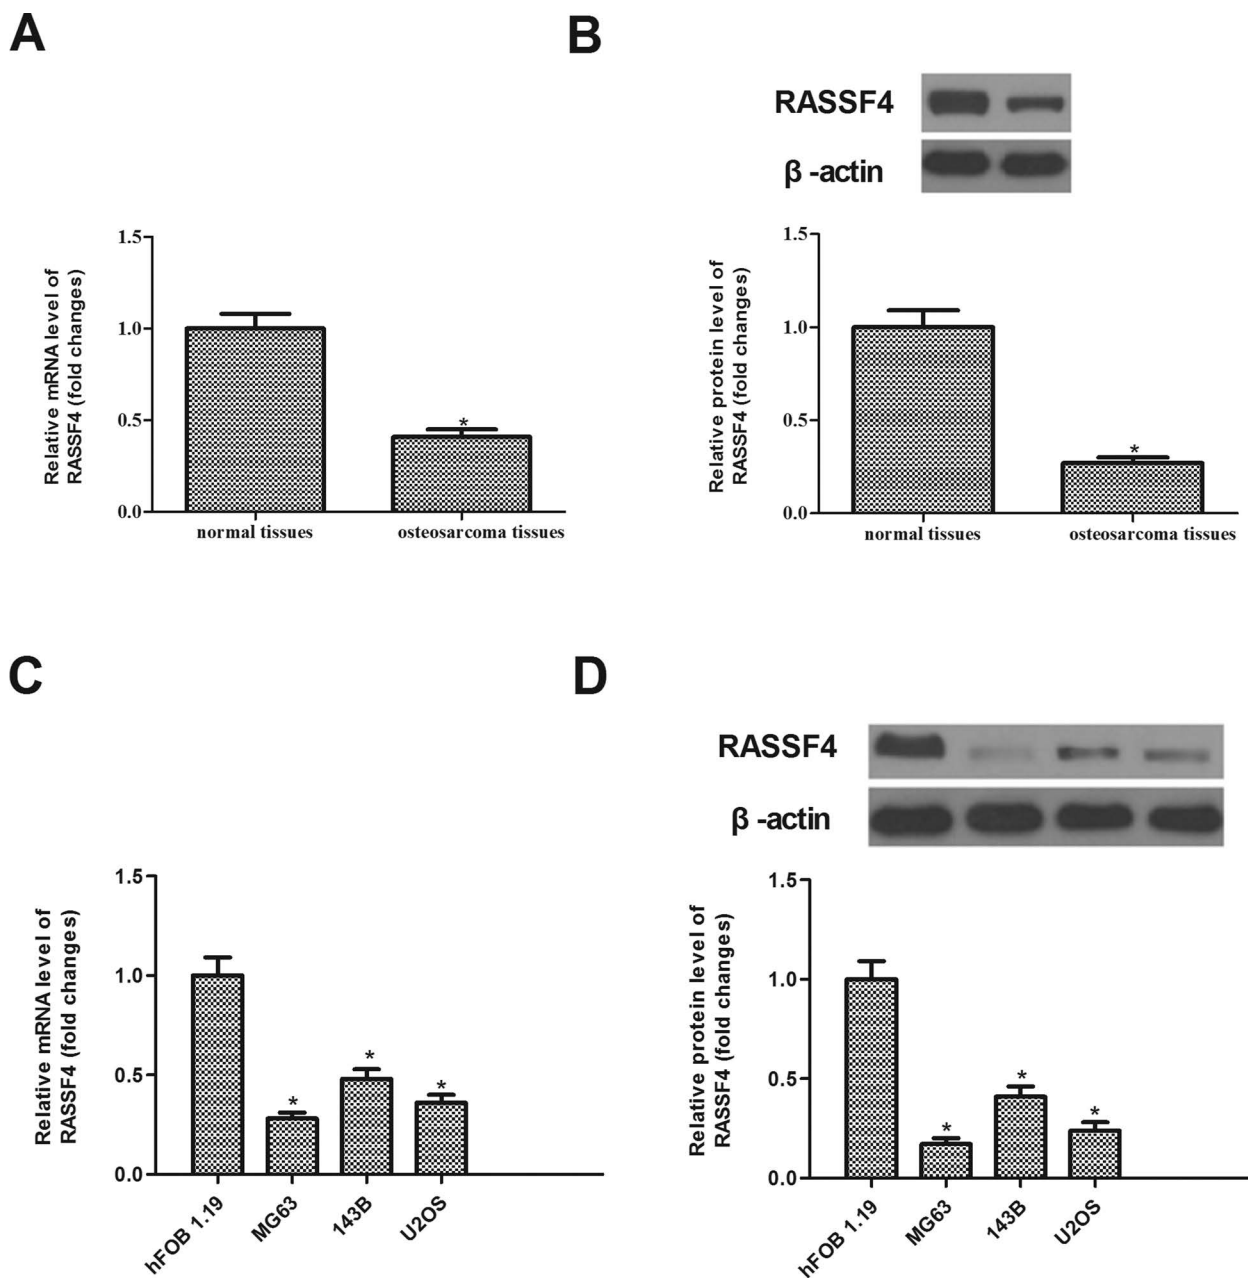 A
1.5
1.0
0.5
0.0
Relative mRNA level of
RASSF4 (fold changes)
*
normal tissues
osteosarcoma tissues
B
RASSF4
β -actin
1.5
1.0
0.5
0.0
Relative protein level of
RASSF4 (fold changes)
*
normal tissues
osteosarcoma tissues
C
1.5
1.0
0.5
0.0
Relative mRNA level of
RASSF4 (fold changes)
*
*
*
hFOB 1.19
MG63
143B
U2OS
D
RASSF4
β -actin
1.5
1.0
0.5
0.0
Relative protein level of
RASSF4 (fold changes)
*
*
*
hFOB 1.19
MG63
143B
U2OS